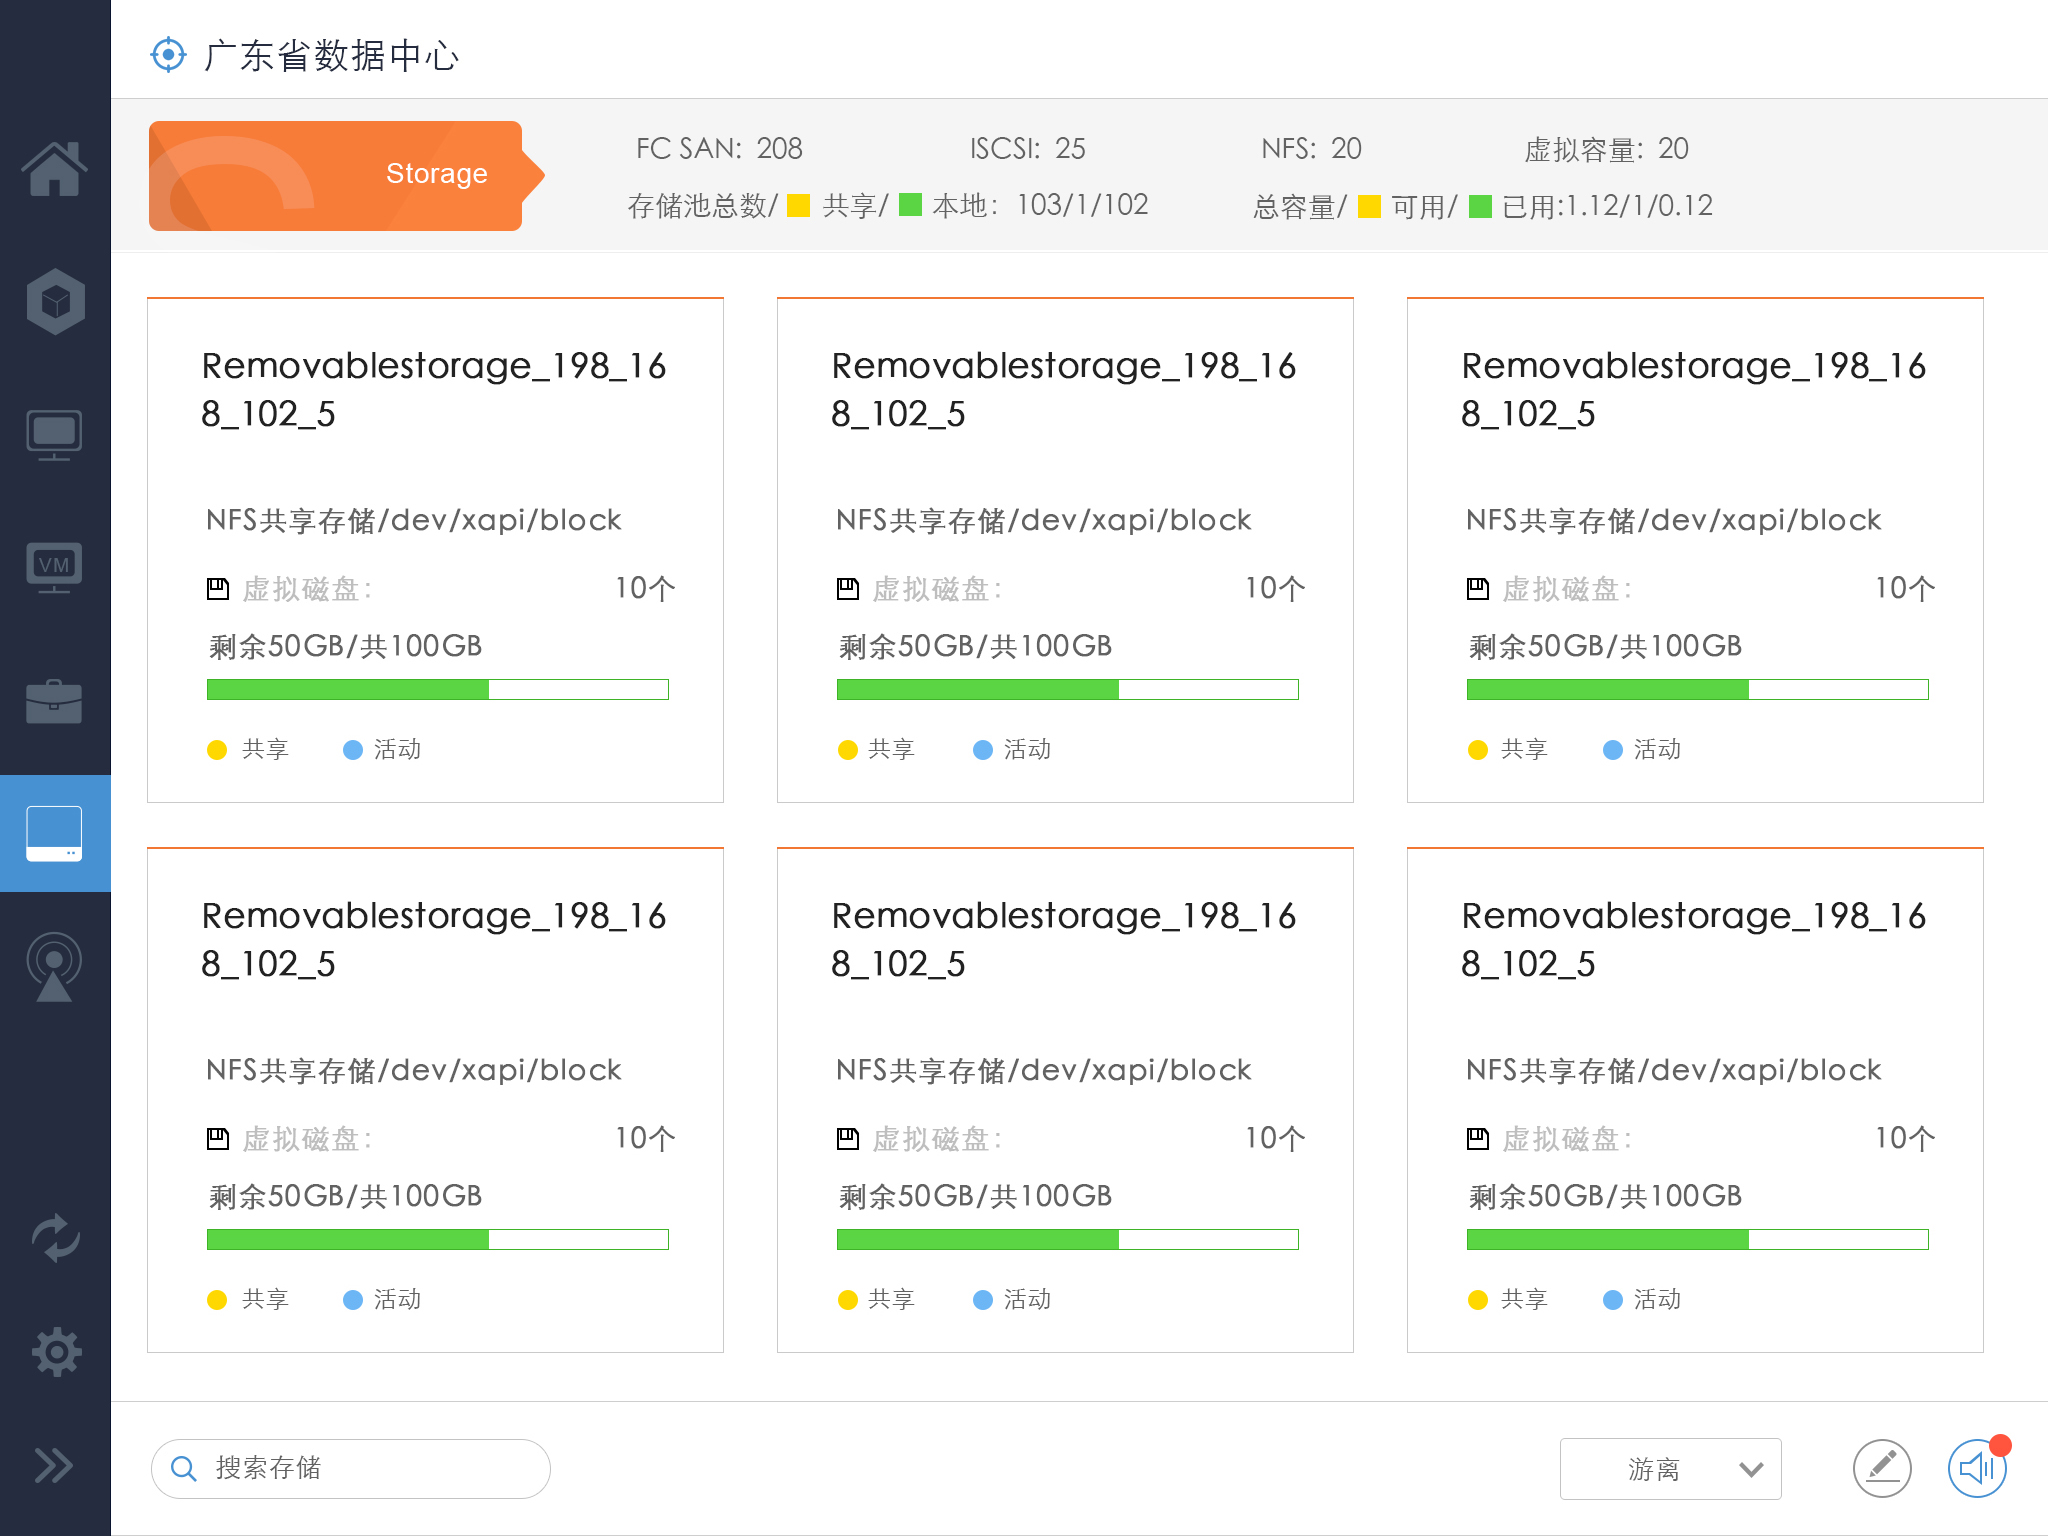 广东省数据中心
Storage
FC SAN: 208 ISCSI: 25 NFS: 20 虚拟容量: 20
存储池总数/ 共享/ 本地: 103/1/102 总容量/ 可用/ 已用:1.12/1/0.12
Removablestorage_198_16
8_102_5
NFS共享存储/dev/xapi/block
虚拟磁盘: 10个
剩余50GB/共100GB
共享 活动
Removablestorage_198_16
8_102_5
NFS共享存储/dev/xapi/block
虚拟磁盘: 10个
剩余50GB/共100GB
共享 活动
Removablestorage_198_16
8_102_5
NFS共享存储/dev/xapi/block
虚拟磁盘: 10个
剩余50GB/共100GB
共享 活动
VM
Removablestorage_198_16
8_102_5
NFS共享存储/dev/xapi/block
虚拟磁盘: 10个
剩余50GB/共100GB
共享 活动
Removablestorage_198_16
8_102_5
NFS共享存储/dev/xapi/block
虚拟磁盘: 10个
剩余50GB/共100GB
共享 活动
Removablestorage_198_16
8_102_5
NFS共享存储/dev/xapi/block
虚拟磁盘: 10个
剩余50GB/共100GB
共享 活动
搜索存储
游离